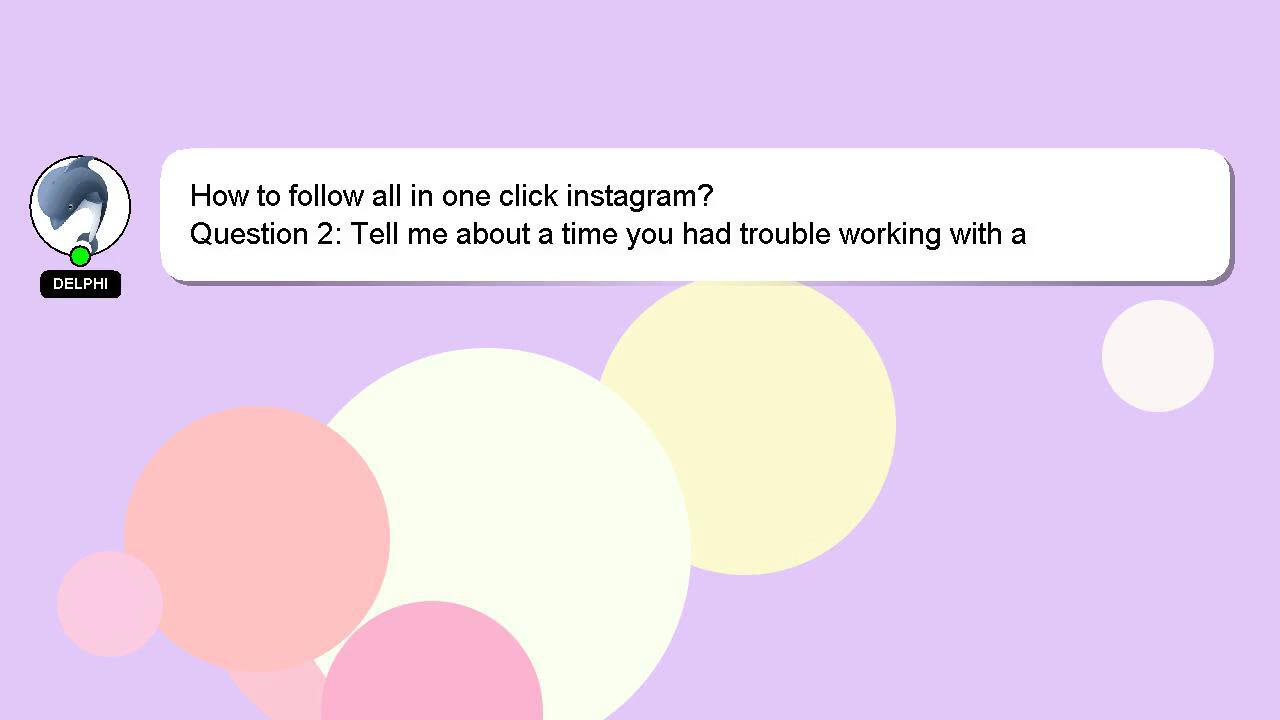 How to follow all in one click instagram?
Question 2: Tell me about a time you had trouble working with a
DELPHI